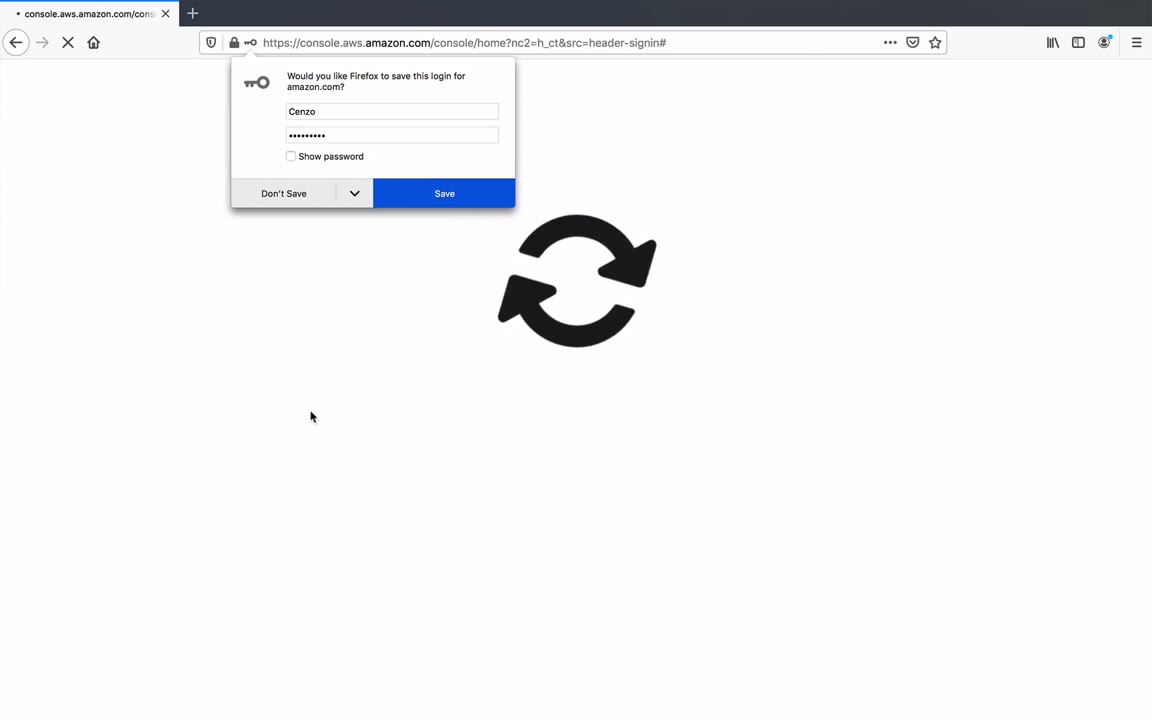 console.aws.amazon.com/cons
https://console.aws.amazon.com/console/home?nc2=h_ct&src=header-signin#
Would you like Firefox to save this login for
amazon.com?
Cenzo
•••••••••
Show password
Don't Save
Save